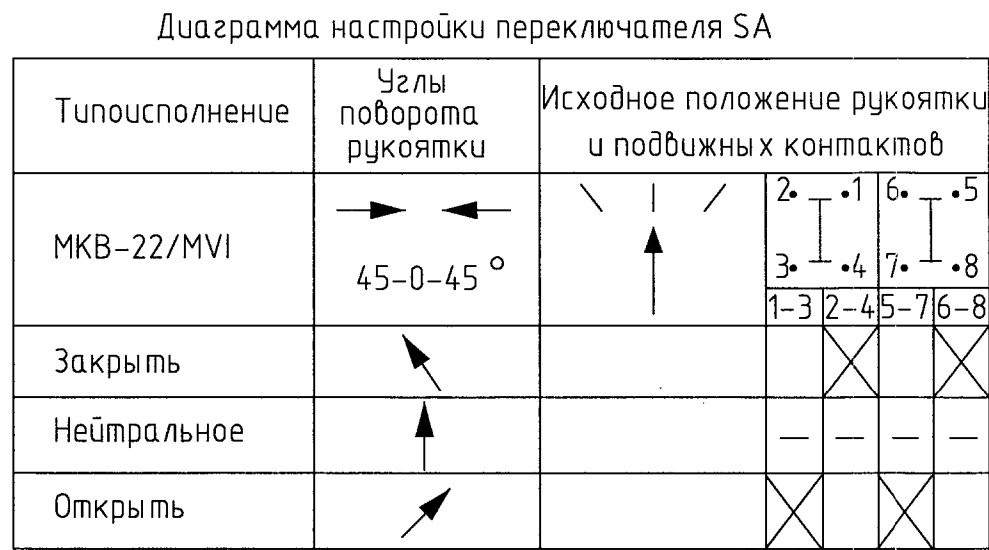 Диаграмма настройки переключателя SA
Типоисполнение
Углы
поворота
рукоятки
Исходное положение рукоятки
и подвижных контактов
МКВ-22/MVI
45-0-45°
2. .1 6. .5
3. .4 7. .8
1-3 2-4 5-7 6-8
Закрыть
Нейтральное
— — — —
Открыть